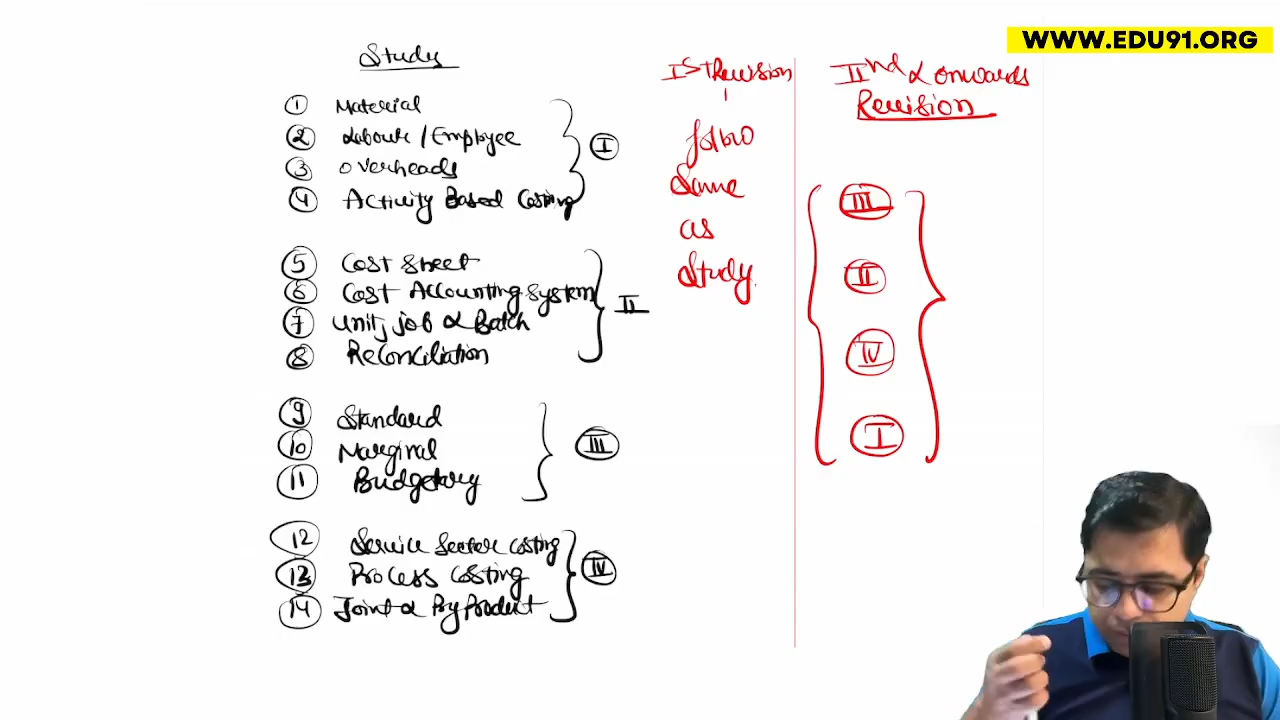 WWW.EDU91.ORG
Study
1 Material
2 Labour / Employee
3 Overheads
4 Activity Based Costing
I
5 Cost Sheet
6 Cost Accounting System
7 Unit, job & Batch
8 Reconciliation
II
9 Standard
10 Marginal
11 Budgetary
III
12 Service Sector Costing
13 Process Costing
14 Joint & By Product
IV
Ist Revision
follow
Same
as
Study.
IInd & onwards
Revision
III
II
IV
I